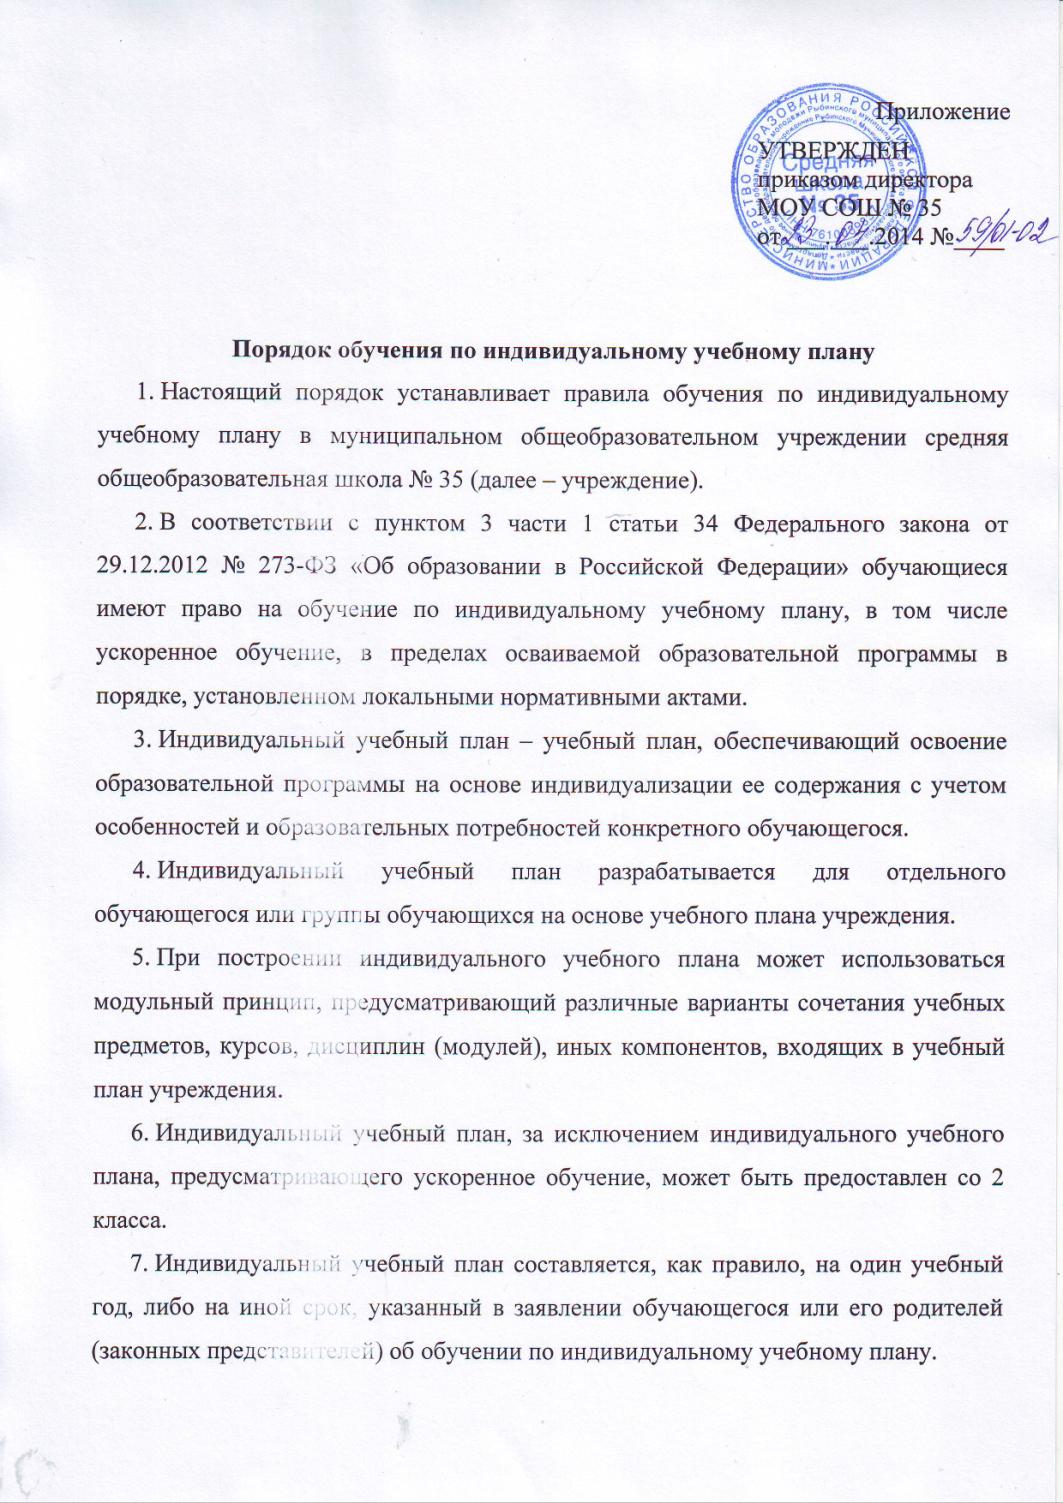 Приложение
УТВЕРЖДЕН
приказом директора
МОУ СОШ № 35
от 23 .2014 № 59/01-02
Средняя
школа
№ 35
Порядок обучения по индивидуальному учебному плану
1. Настоящий порядок устанавливает правила обучения по индивидуальному
учебному плану в муниципальном общеобразовательном учреждении средняя
общеобразовательная школа № 35 (далее – учреждение).
2. В соответствии с пунктом 3 части 1 статьи 34 Федерального закона от
29.12.2012 № 273-ФЗ «Об образовании в Российской Федерации» обучающиеся
имеют право на обучение по индивидуальному учебному плану, в том числе
ускоренное обучение, в пределах осваиваемой образовательной программы в
порядке, установленном локальными нормативными актами.
3. Индивидуальный учебный план – учебный план, обеспечивающий освоение
образовательной программы на основе индивидуализации ее содержания с учетом
особенностей и образовательных потребностей конкретного обучающегося.
4. Индивидуальный учебный план разрабатывается для отдельного
обучающегося или группы обучающихся на основе учебного плана учреждения.
5. При построении индивидуального учебного плана может использоваться
модульный принцип, предусматривающий различные варианты сочетания учебных
предметов, курсов, дисциплин (модулей), иных компонентов, входящих в учебный
план учреждения.
6. Индивидуальный учебный план, за исключением индивидуального учебного
плана, предусматривающего ускоренное обучение, может быть предоставлен со 2
класса.
7. Индивидуальный учебный план составляется, как правило, на один учебный
год, либо на иной срок, указанный в заявлении обучающегося или его родителей
(законных представителей) об обучении по индивидуальному учебному плану.